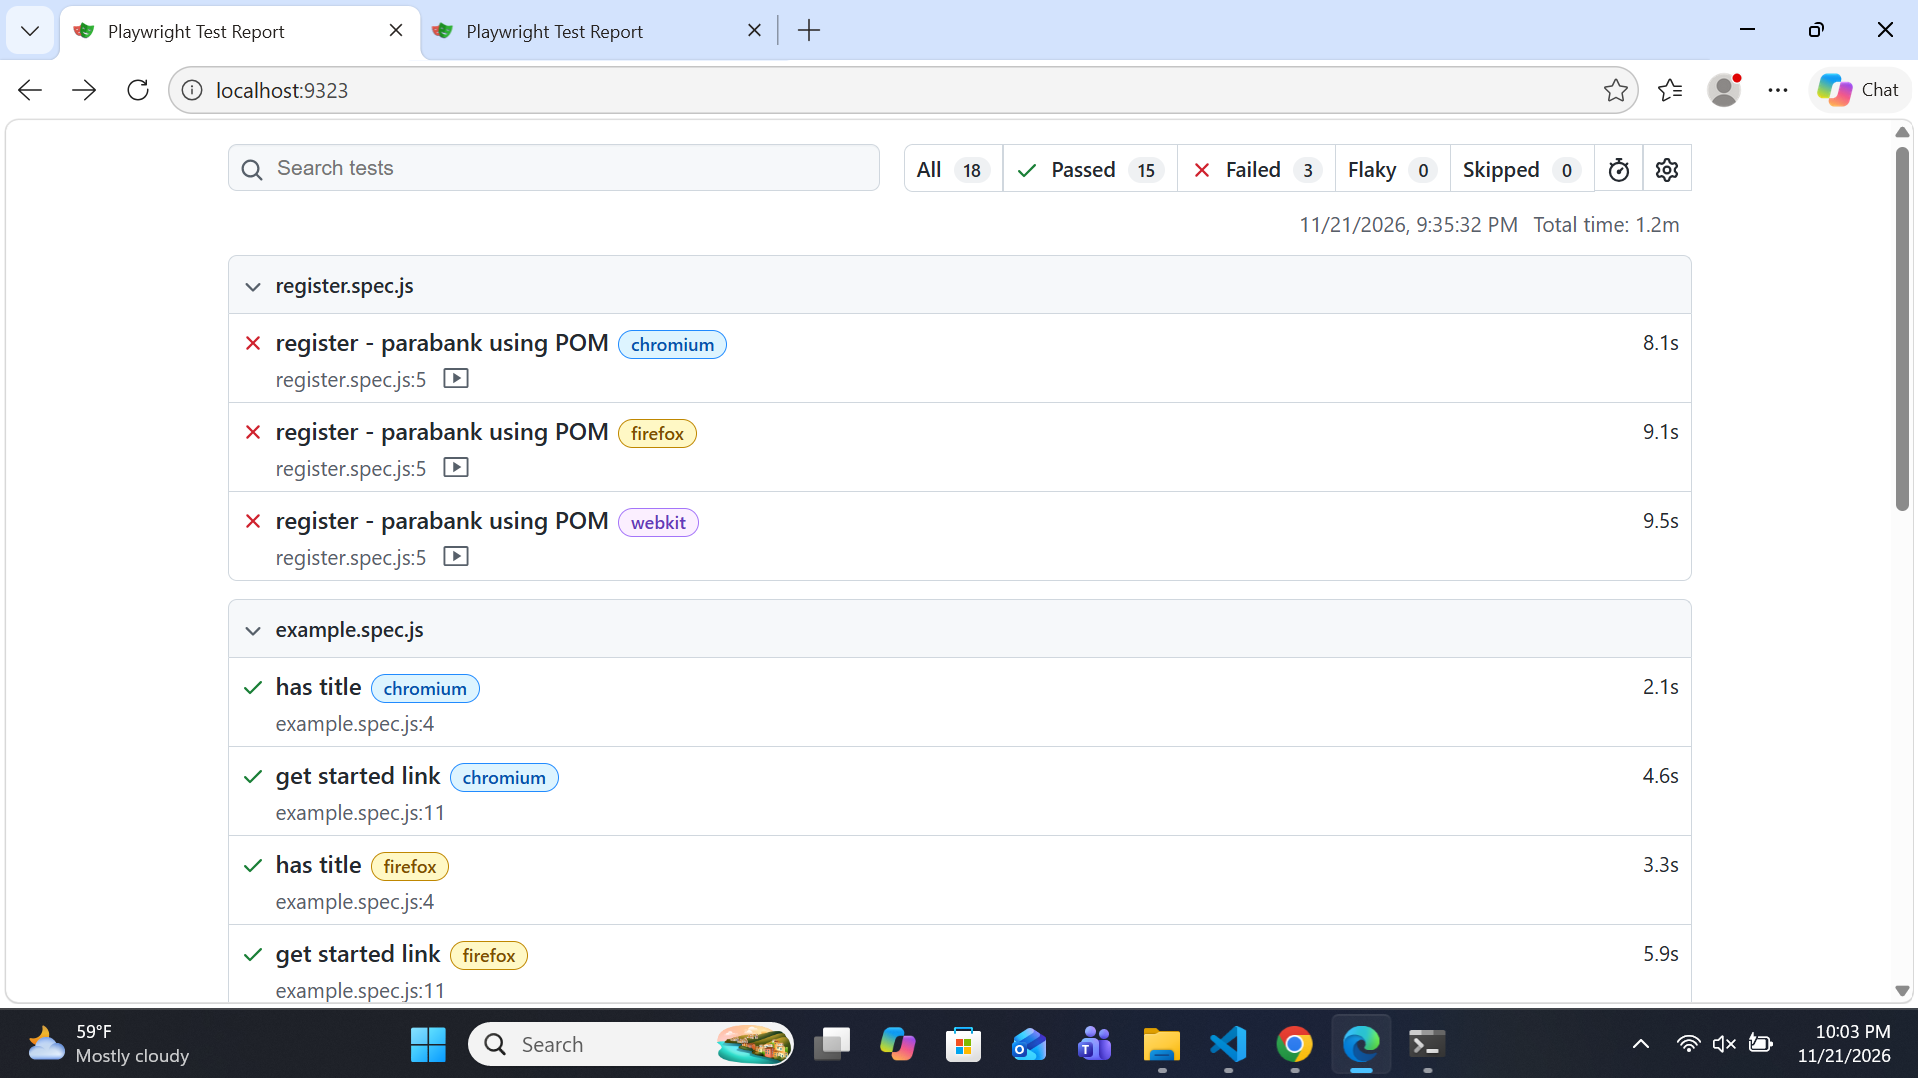 Playwright Test Report
Playwright Test Report
localhost:9323
Chat
Search tests
All 18 Passed 15 Failed 3 Flaky 0 Skipped 0
11/21/2026, 9:35:32 PM Total time: 1.2m
register.spec.js
register - parabank using POM chromium 8.1s
register.spec.js:5
register - parabank using POM firefox 9.1s
register.spec.js:5
register - parabank using POM webkit 9.5s
register.spec.js:5
example.spec.js
has title chromium 2.1s
example.spec.js:4
get started link chromium 4.6s
example.spec.js:11
has title firefox 3.3s
example.spec.js:4
get started link firefox 5.9s
example.spec.js:11
59°F
Mostly cloudy
Search
10:03 PM
11/21/2026